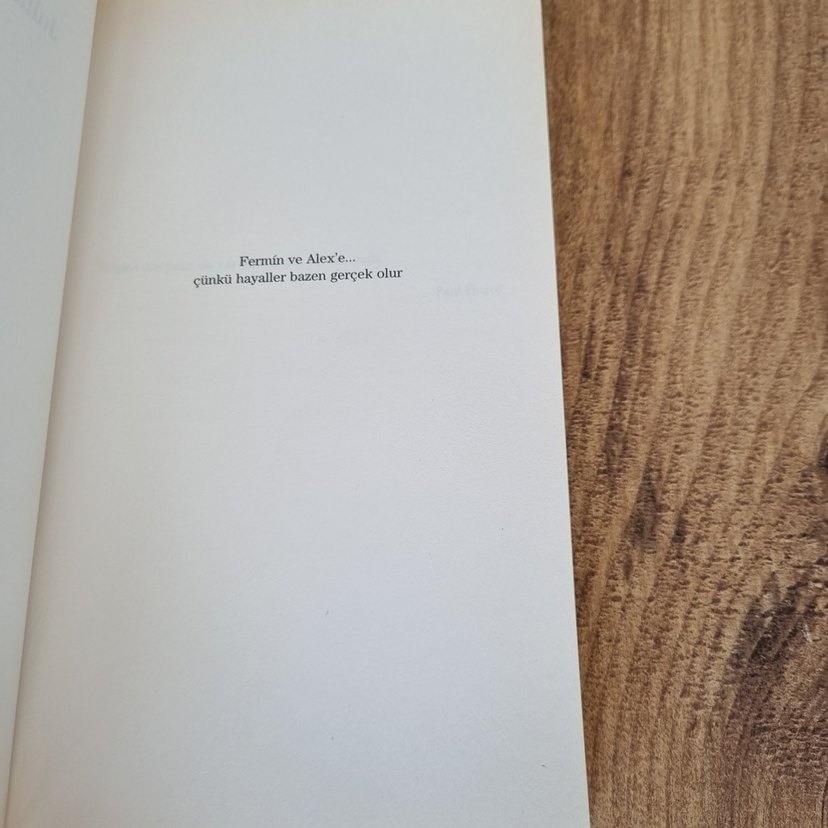 Fermín ve Alex'e...
çünkü hayaller bazen gerçek olur